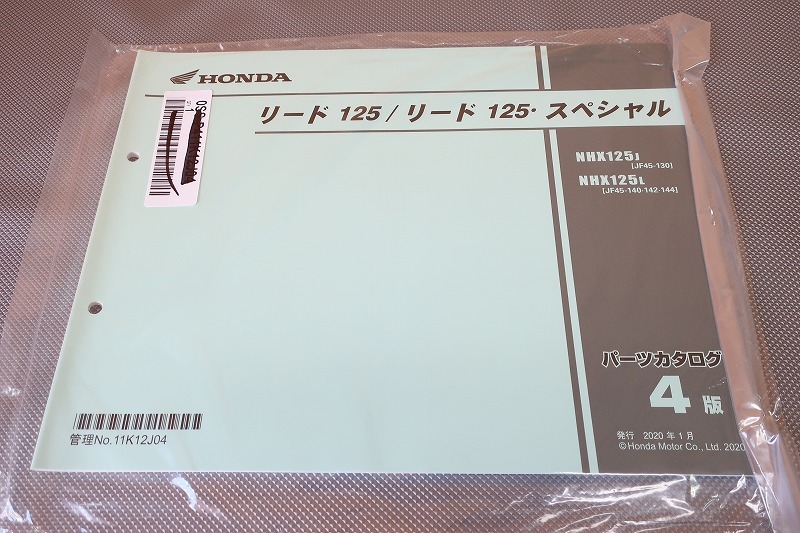 HONDA
リード 125 / リード 125・スペシャル
NHX125J
[JF45-130]
NHX125L
[JF45-140・142・144]
パーツカタログ
4 版
発行 2020 年 1 月
©Honda Motor Co., Ltd. 2020
管理No.11K12J04